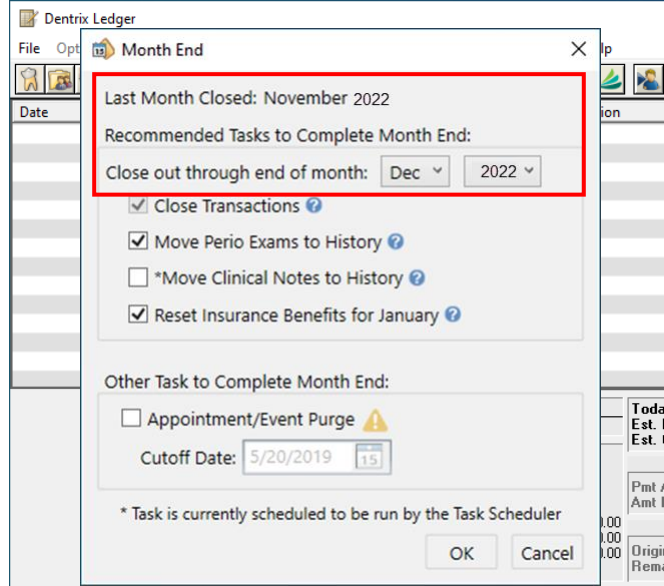 Dentrix Ledger
File Opt
Month End
lp
Date
ion
Last Month Closed: November 2022
Recommended Tasks to Complete Month End:
Close out through end of month: Dec 2022
Close Transactions ?
Move Perio Exams to History ?
*Move Clinical Notes to History ?
Reset Insurance Benefits for January ?
Other Task to Complete Month End:
Appointment/Event Purge
Cutoff Date: 5/20/2019 15
* Task is currently scheduled to be run by the Task Scheduler
OK Cancel
Toda
Est.
Est.
Pmt
Amt
0.00
0.00
0.00
Origi
Rema